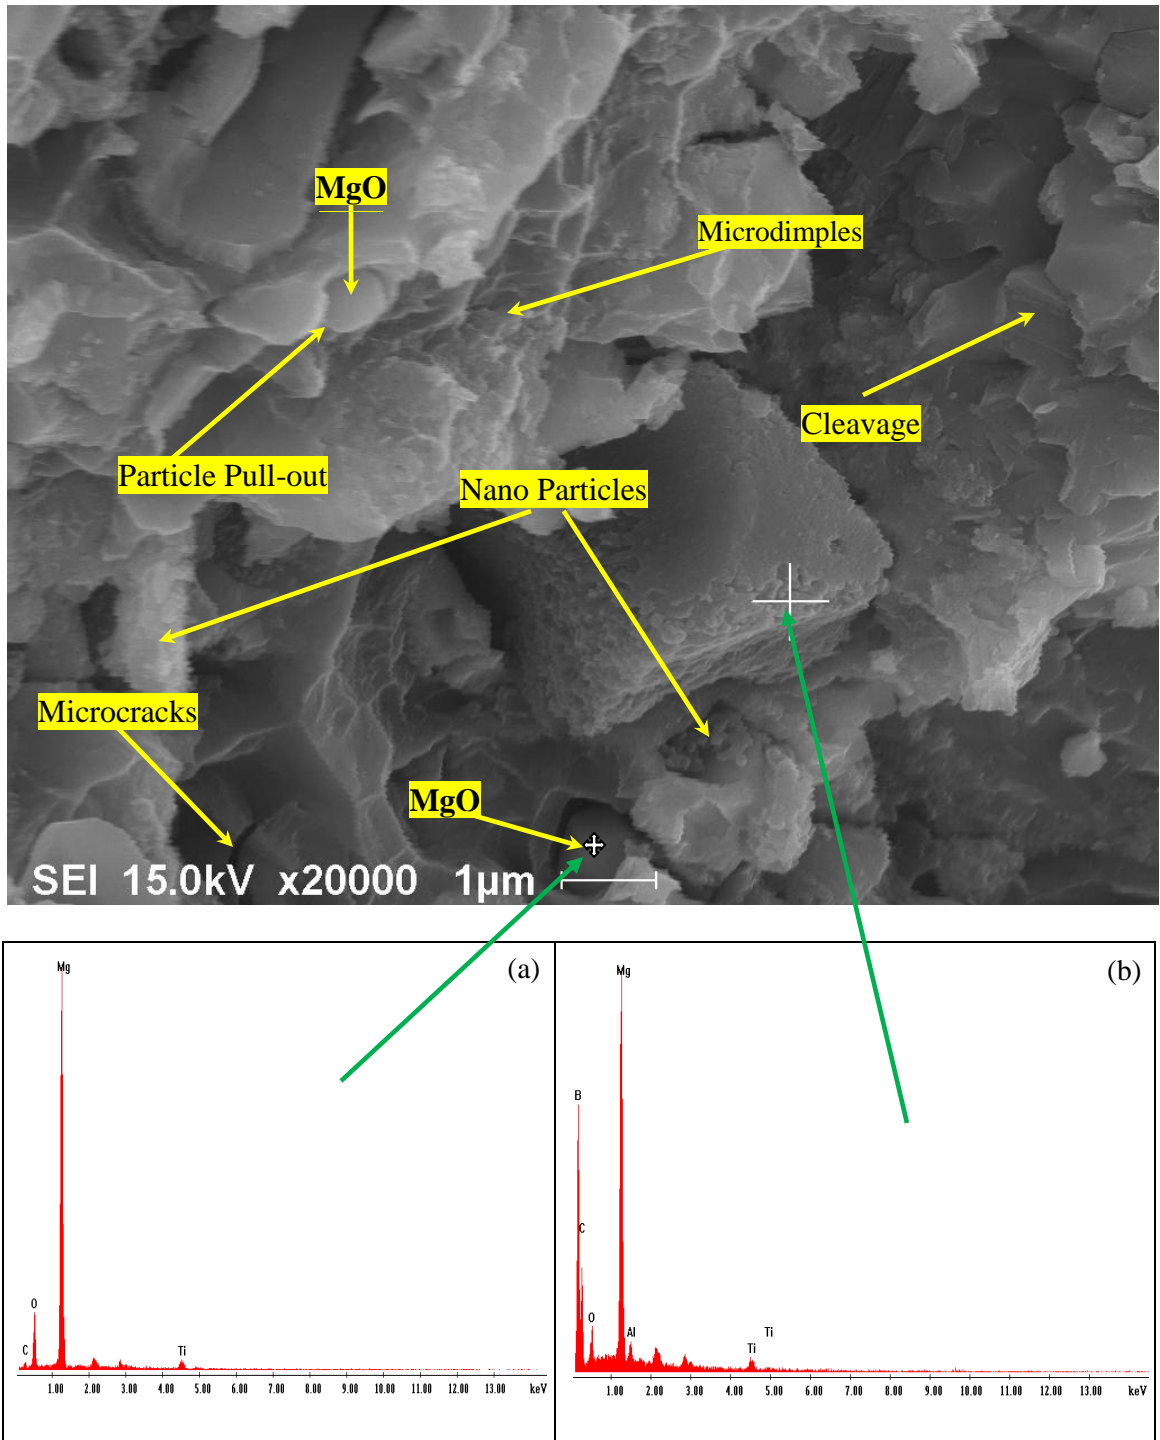 MgO
Microdimples
Cleavage
Particle Pull-out
Nano Particles
Microcracks
MgO
SEI 15.0kV x20000 1µm
(a)
Mg
O
C
Ti
1.00 2.00 3.00 4.00 5.00 6.00 7.00 8.00 9.00 10.00 11.00 12.00 13.00 keV
(b)
Mg
B
C
O
Al
Ti
Ti
1.00 2.00 3.00 4.00 5.00 6.00 7.00 8.00 9.00 10.00 11.00 12.00 13.00 keV